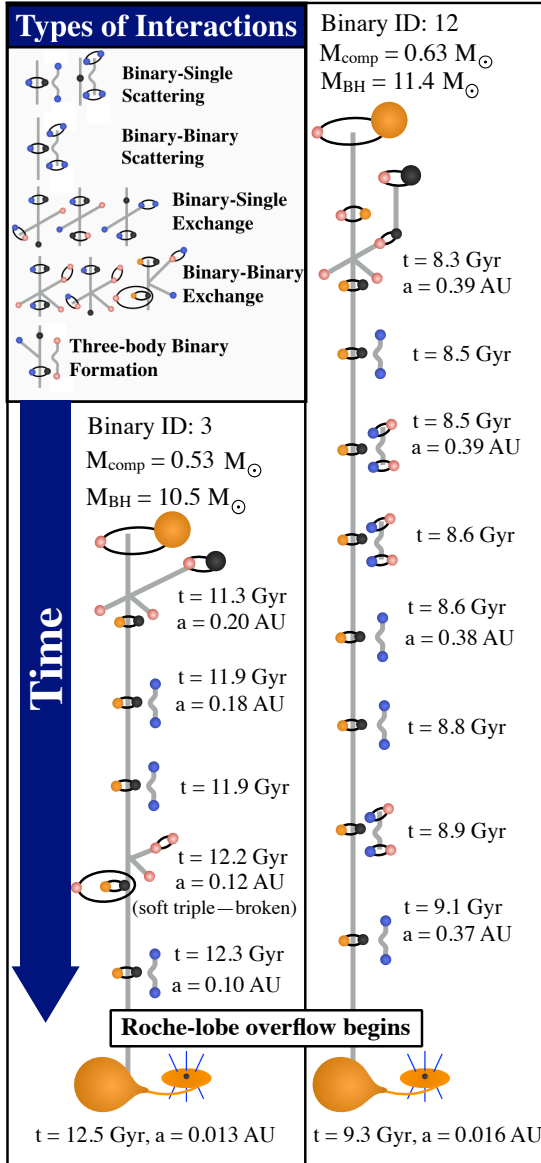 Types of Interactions
Binary-Single
Scattering
Binary-Binary
Scattering
Binary-Single
Exchange
Binary-Binary
Exchange
Three-body Binary
Formation
Time
Binary ID: 3
M_comp = 0.53 M_⊙
M_BH = 10.5 M_⊙
t = 11.3 Gyr
a = 0.20 AU
t = 11.9 Gyr
a = 0.18 AU
t = 11.9 Gyr
t = 12.2 Gyr
a = 0.12 AU
(soft triple—broken)
t = 12.3 Gyr
a = 0.10 AU
Binary ID: 12
M_comp = 0.63 M_⊙
M_BH = 11.4 M_⊙
t = 8.3 Gyr
a = 0.39 AU
t = 8.5 Gyr
t = 8.5 Gyr
a = 0.39 AU
t = 8.6 Gyr
t = 8.6 Gyr
a = 0.38 AU
t = 8.8 Gyr
t = 8.9 Gyr
t = 9.1 Gyr
a = 0.37 AU
Roche-lobe overflow begins
t = 12.5 Gyr, a = 0.013 AU
t = 9.3 Gyr, a = 0.016 AU